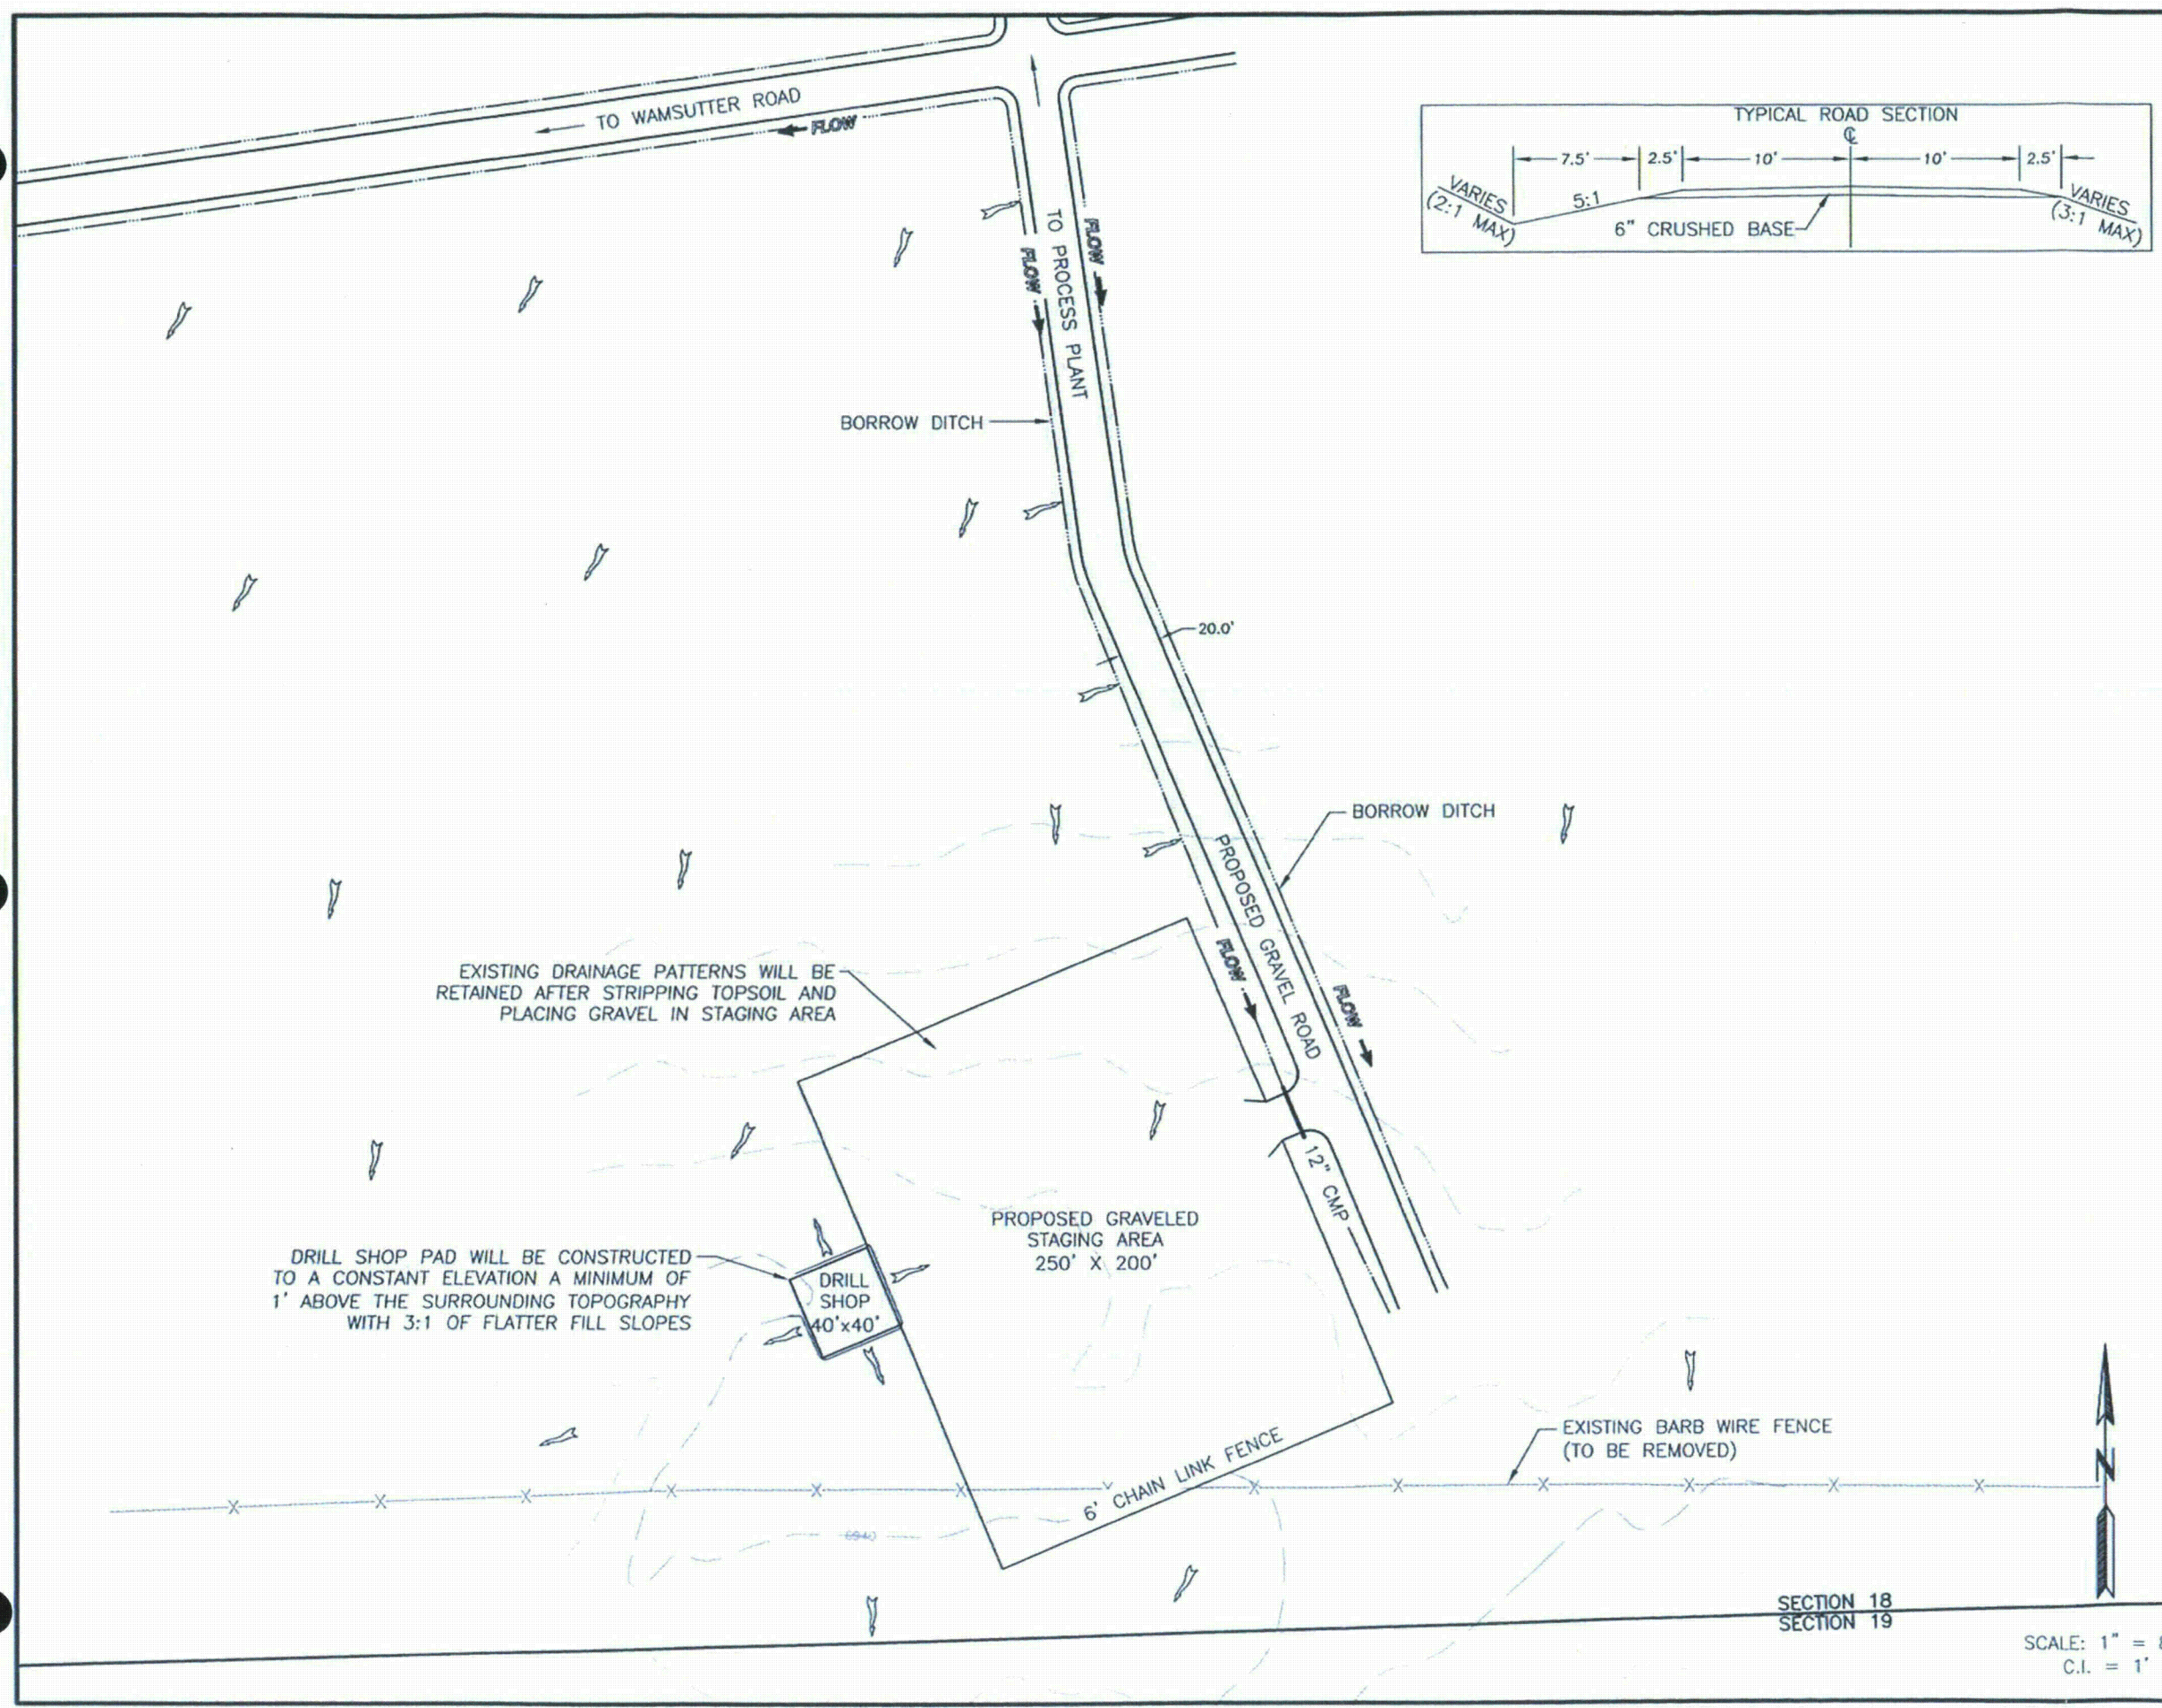 TO WAMSUTTER ROAD
FLOW
TYPICAL ROAD SECTION
℄
7.5' 2.5' 10' 10' 2.5'
VARIES
(2:1 MAX)
5:1
6" CRUSHED BASE
VARIES
(3:1 MAX)
TO PROCESS PLANT
FLOW
FLOW
BORROW DITCH
20.0'
BORROW DITCH
PROPOSED GRAVEL ROAD
FLOW
FLOW
EXISTING DRAINAGE PATTERNS WILL BE
RETAINED AFTER STRIPPING TOPSOIL AND
PLACING GRAVEL IN STAGING AREA
12" CMP
PROPOSED GRAVELED
STAGING AREA
250' X 200'
DRILL SHOP PAD WILL BE CONSTRUCTED
TO A CONSTANT ELEVATION A MINIMUM OF
1' ABOVE THE SURROUNDING TOPOGRAPHY
WITH 3:1 OF FLATTER FILL SLOPES
DRILL
SHOP
40'x40'
EXISTING BARB WIRE FENCE
(TO BE REMOVED)
6' CHAIN LINK FENCE
6940
N
SECTION 18
SECTION 19
SCALE: 1" =
C.I. = 1'